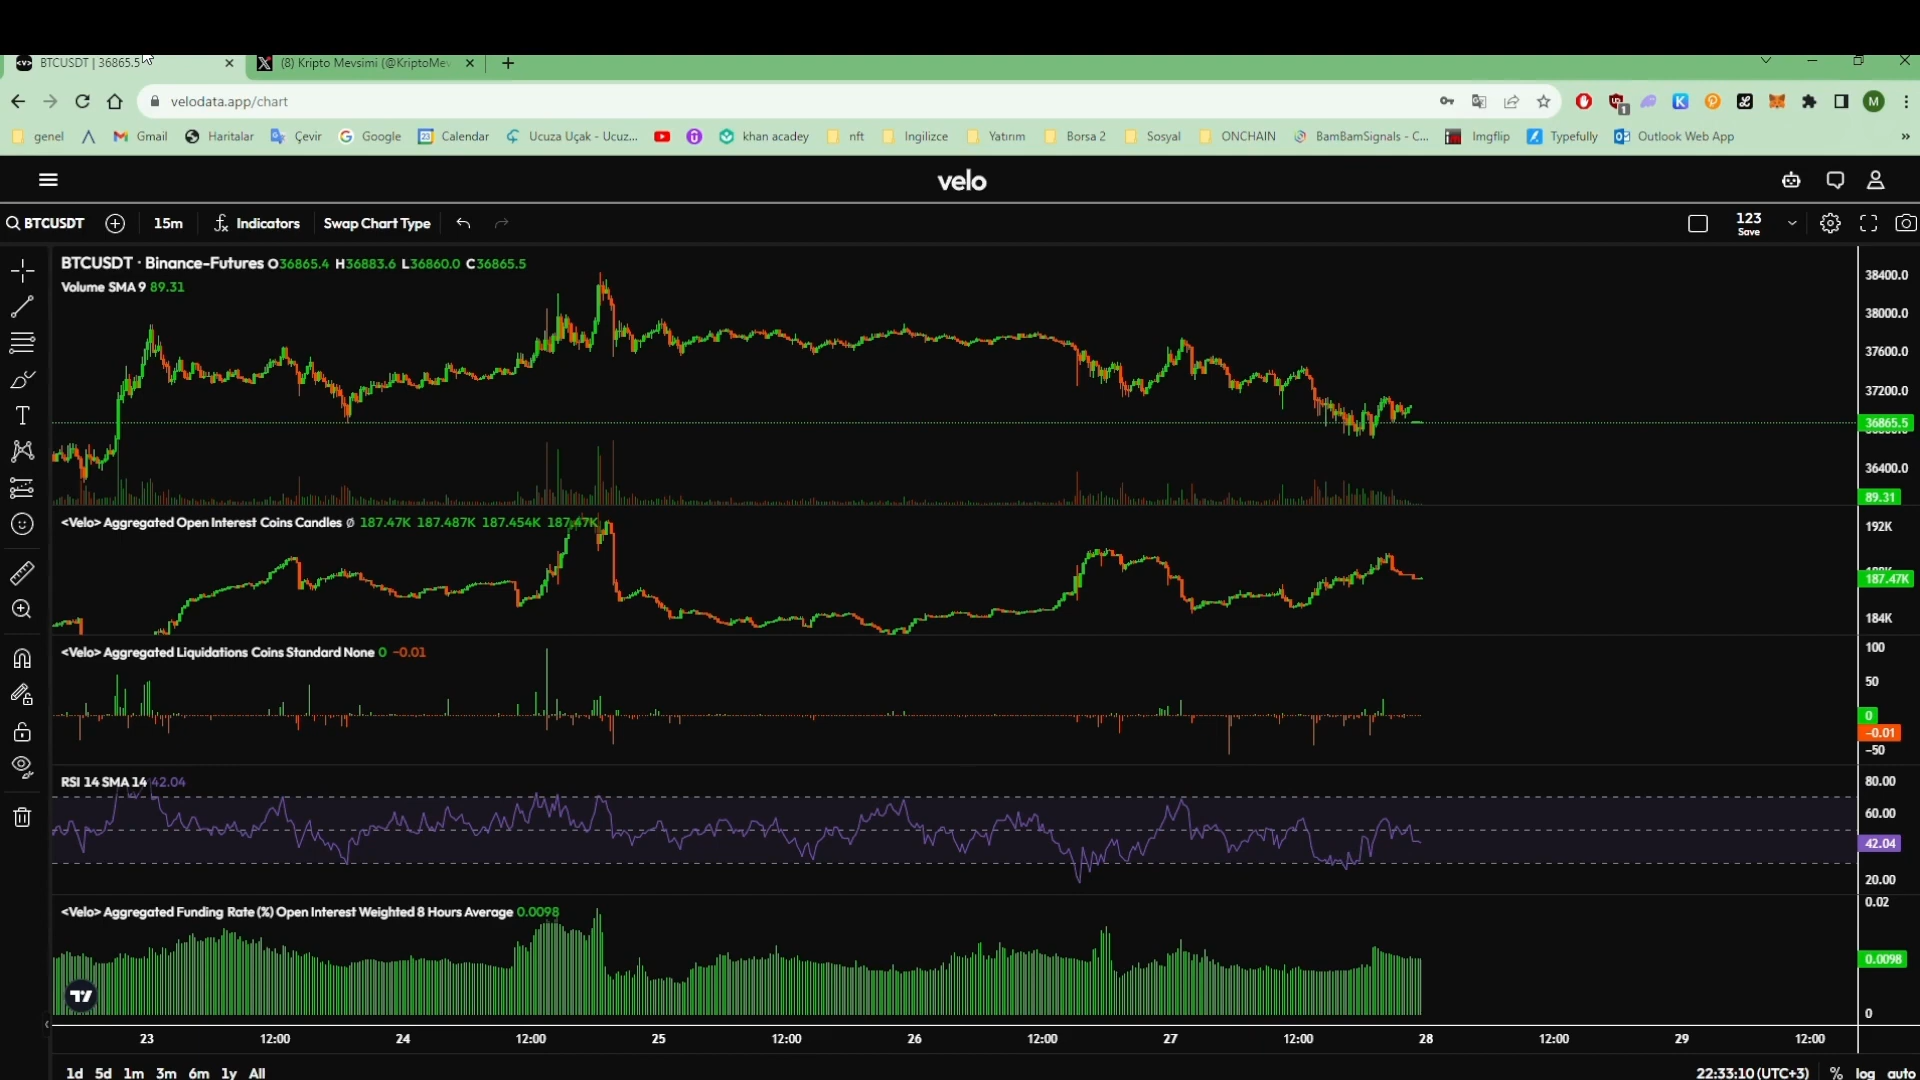 BTCUSDT | 36865.5
(8) Kripto Mevsimi (@KriptoMev
velodata.app/chart
genel Gmail Haritalar Çevir Google Calendar Ucuza Uçak - Ucuz... khan acadey nft İngilizce Yatırım Borsa 2 Sosyal ONCHAIN BamBamSignals - C... Imgflip Typefully Outlook Web App »
velo
BTCUSDT 15m Indicators Swap Chart Type 123
Save
BTCUSDT · Binance-Futures O36865.4 H36883.6 L36860.0 C36865.5
Volume SMA 9 89.31
38400.0
38000.0
37600.0
37200.0
36865.5
36400.0
89.31
<Velo> Aggregated Open Interest Coins Candles Ø 187.47K 187.487K 187.454K 187.47K
192K
187.47K
184K
<Velo> Aggregated Liquidations Coins Standard None 0 −0.01
100
50
0
−0.01
−50
RSI 14 SMA 14 42.04
80.00
60.00
42.04
20.00
<Velo> Aggregated Funding Rate (%) Open Interest Weighted 8 Hours Average 0.0098
0.02
0.0098
0
23 12:00 24 12:00 25 12:00 26 12:00 27 12:00 28 12:00 29 12:00
1d 5d 1m 3m 6m 1y All 22:33:10 (UTC+3) % log auto